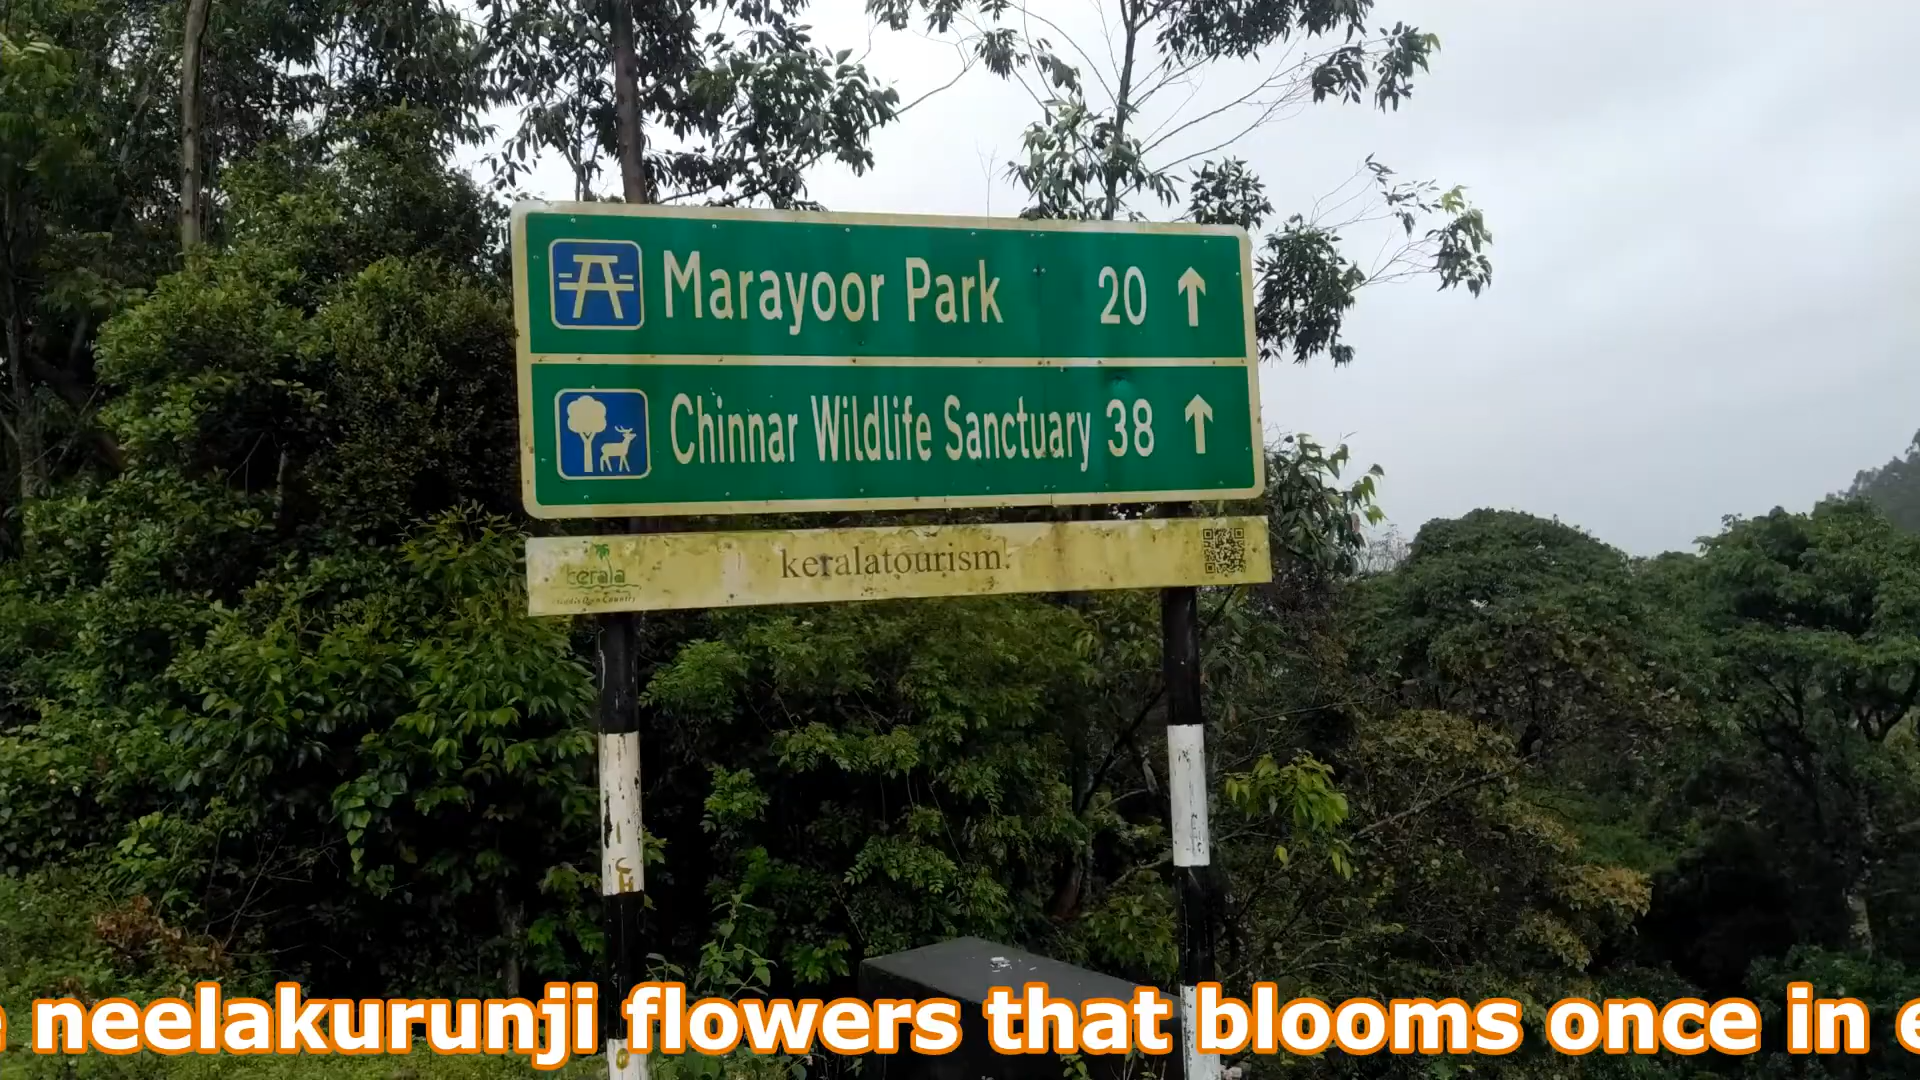 Marayoor Park 20
Chinnar Wildlife Sanctuary 38
kerala
keralatourism.
neelakurunji flowers that blooms once in